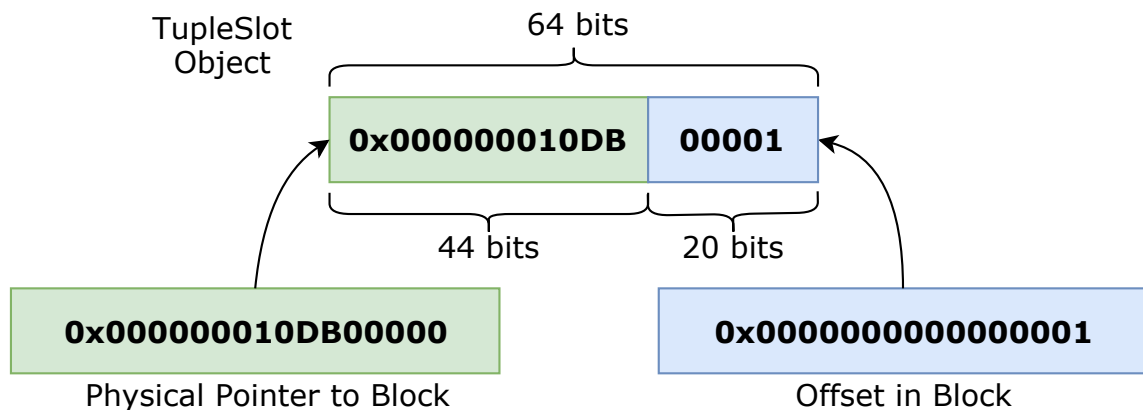 TupleSlot
Object
64 bits
0x000000010DB
00001
44 bits
20 bits
0x000000010DB00000
0x0000000000000001
Physical Pointer to Block
Offset in Block